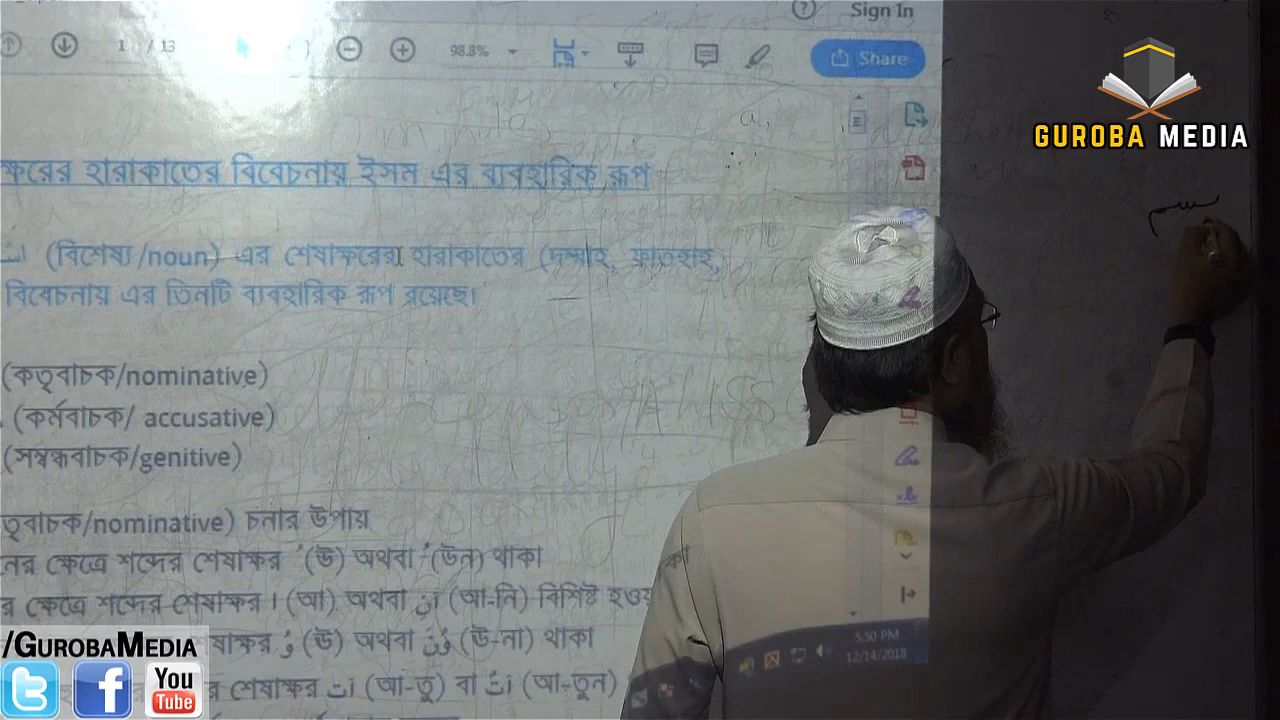 Sign In
1 / 13
98.8%
Share
GUROBA MEDIA
ক্ষরের হারাকাতের বিবেচনায় ইসম এর ব্যবহারিক রূপ
(বিশেষ্য/noun) এর শেষাক্ষরের হারাকাতের (দম্মাহ, ফাতহাহ,
বিবেচনায় এর তিনটি ব্যবহারিক রূপ রয়েছে।
(কর্তৃবাচক/nominative)
(কর্মবাচক/ accusative)
(সম্বন্ধবাচক/genitive)
তৃবাচক/nominative) চনার উপায়
নের ক্ষেত্রে শব্দের শেষাক্ষর ُ (উ) অথবা ٌ (উন) থাকা
র ক্ষেত্রে শব্দের শেষাক্ষর ا (আ) অথবা اَنِ (আ-নি) বিশিষ্ট হওয়
শেষাক্ষর وْ (ঊ) অথবা وْنَ (ঊ-না) থাকা
র শেষাক্ষর اتُ (আ-তু) বা اتٌ (আ-তুন)
/GUROBAMEDIA
You Tube
5:50 PM
12/14/2018